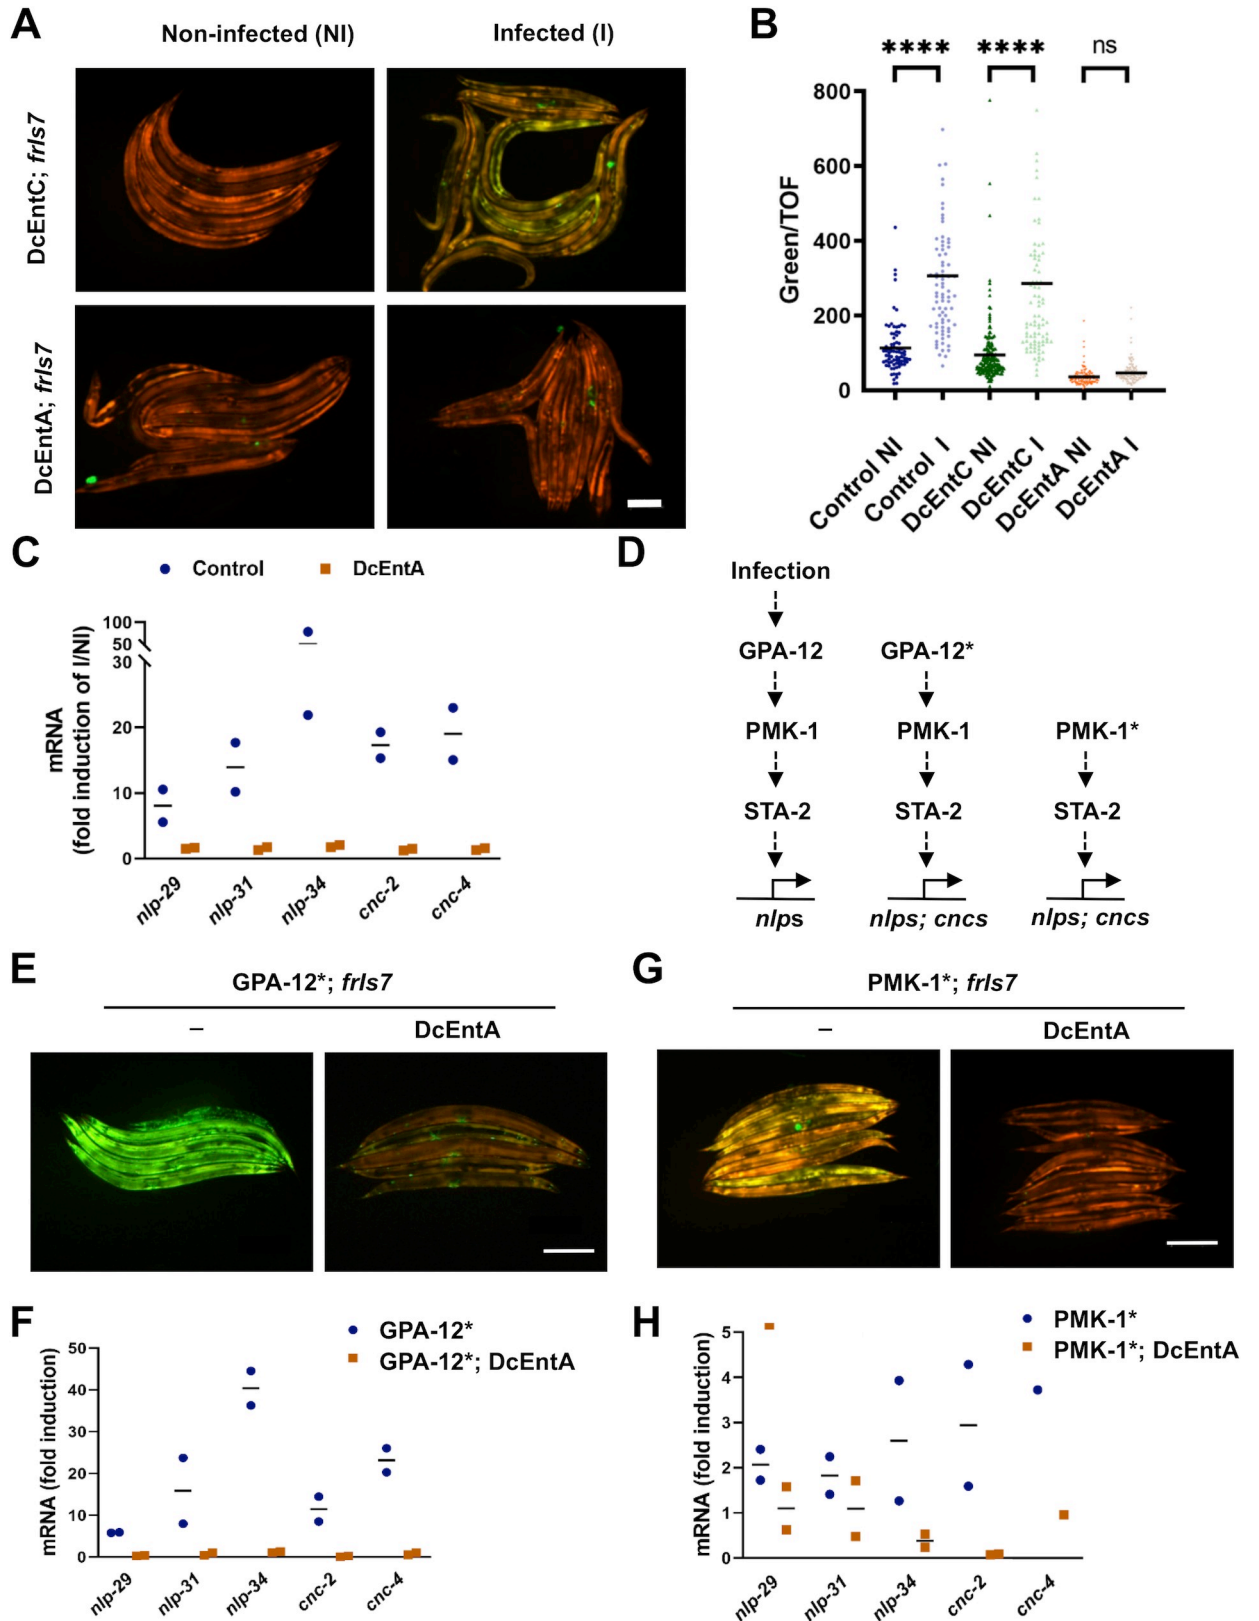 A
Non-infected (NI)
Infected (I)
DcEntC; frIs7
DcEntA; frIs7
B
****
****
ns
Green/TOF
800
600
400
200
0
Control NI
Control I
DcEntC NI
DcEntC I
DcEntA NI
DcEntA I
C
Control
DcEntA
mRNA
(fold induction of I/NI)
100
50
30
20
10
0
nlp-29
nlp-31
nlp-34
cnc-2
cnc-4
D
Infection
GPA-12
GPA-12*
PMK-1
PMK-1
PMK-1*
STA-2
STA-2
STA-2
nlps
nlps; cncs
nlps; cncs
E
GPA-12*; frIs7
–
DcEntA
G
PMK-1*; frIs7
–
DcEntA
F
GPA-12*
GPA-12*; DcEntA
mRNA (fold induction)
50
40
30
20
10
0
nlp-29
nlp-31
nlp-34
cnc-2
cnc-4
H
PMK-1*
PMK-1*; DcEntA
mRNA (fold induction)
5
4
3
2
1
0
nlp-29
nlp-31
nlp-34
cnc-2
cnc-4